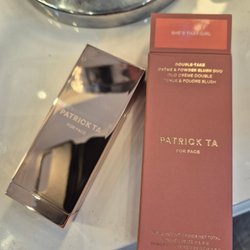 SHE'S THAT GIRL
DOUBLE-TAKE
CRÈME & POWDER BLUSH DUO
DUO CRÈME DOUBLE
TENUE & POUDRE BLUSH
PATRICK TA
FOR FACE
PATRICK TA
FOR FACE